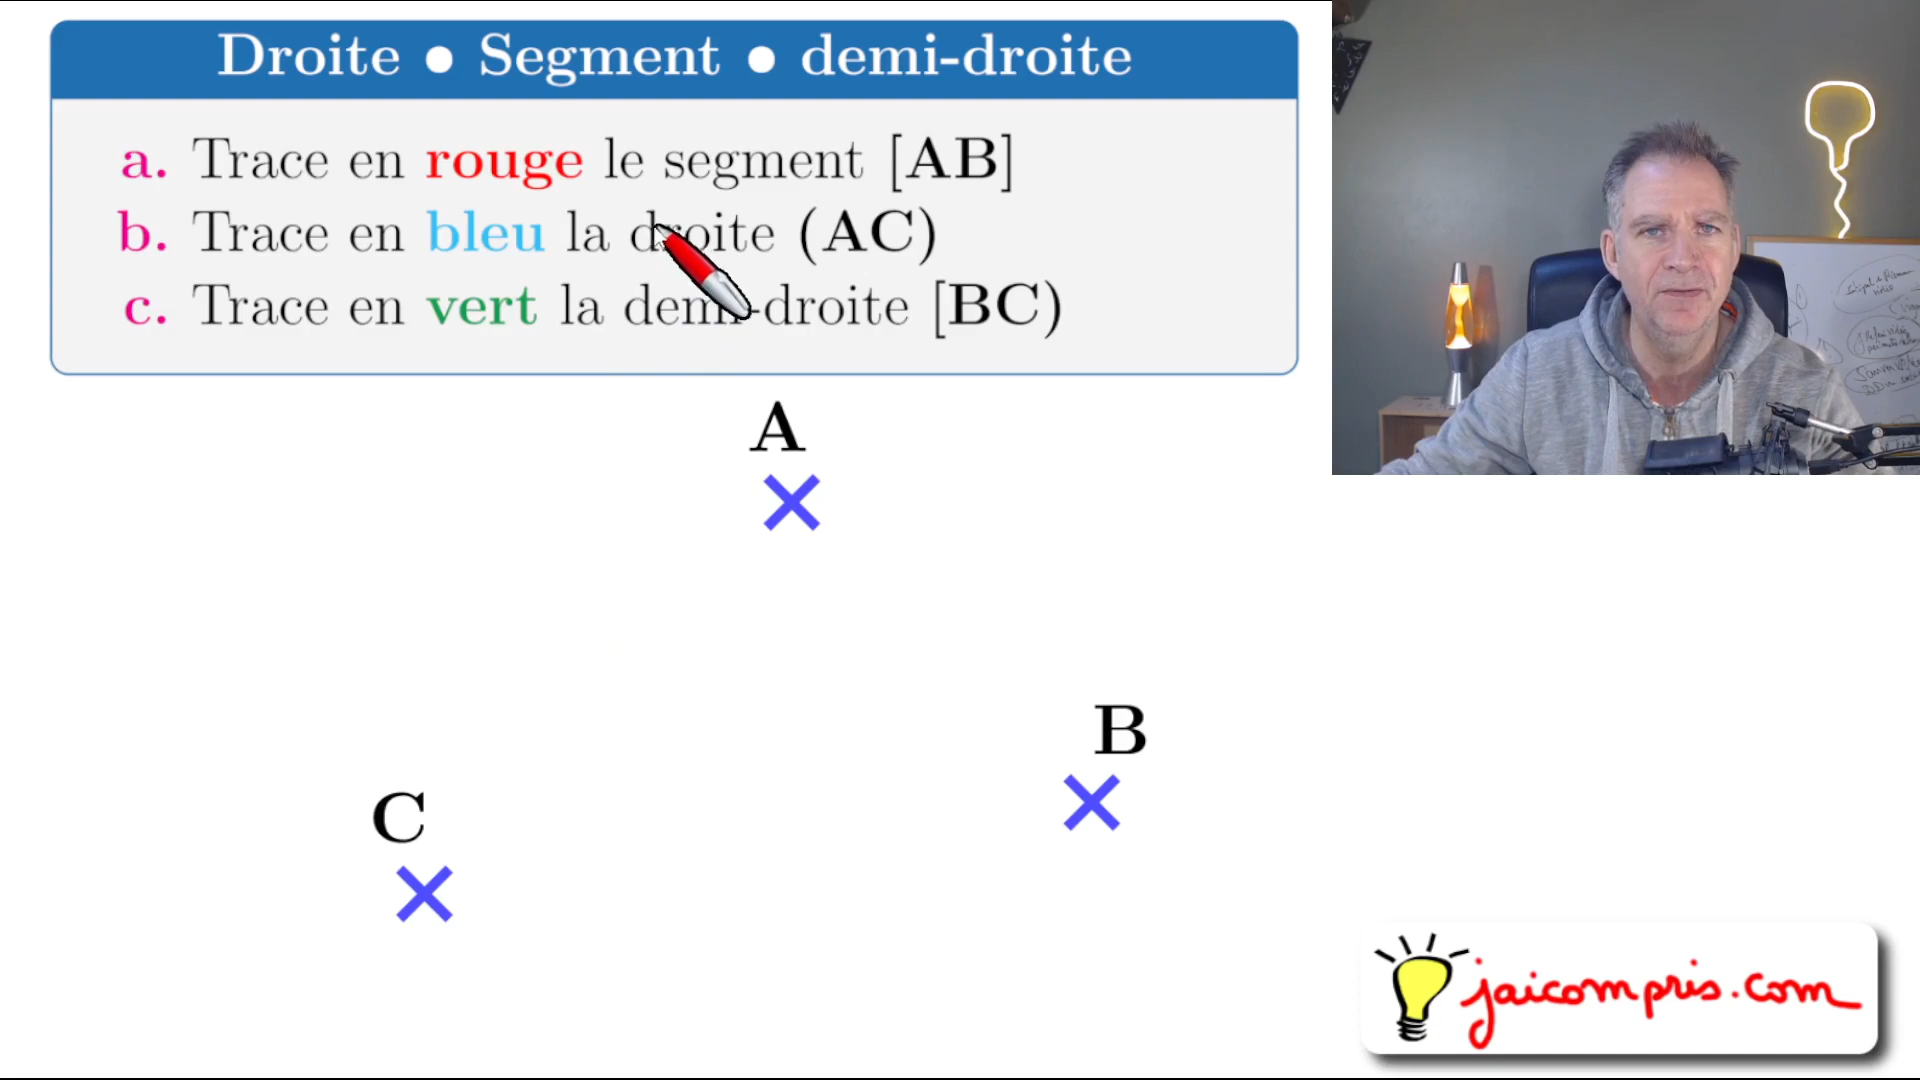 Droite • Segment • demi-droite
a. Trace en rouge le segment [AB]
b. Trace en bleu la droite (AC)
c. Trace en vert la demi-droite [BC)
A
B
C
jaicompris.com